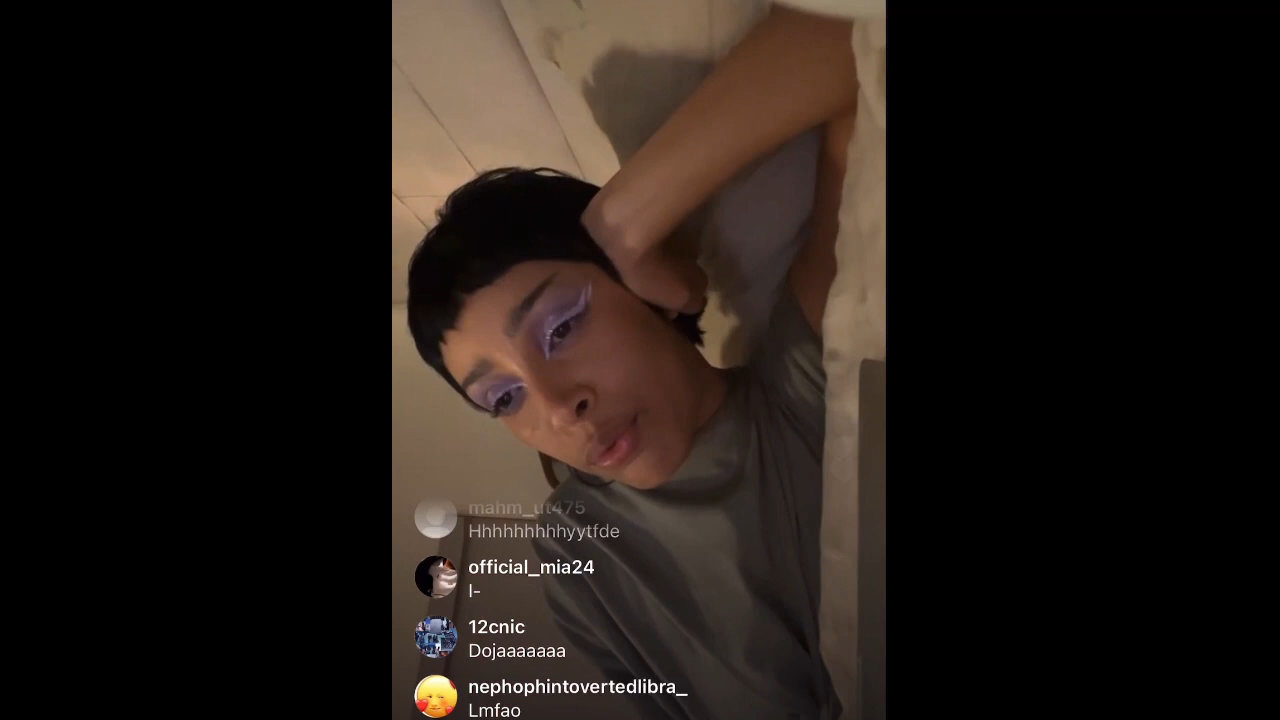 mahm_ut475
Hhhhhhhhhyytfde
official_mia24
I-
12cnic
Dojaaaaaaa
nephophintovertedlibra_
Lmfao